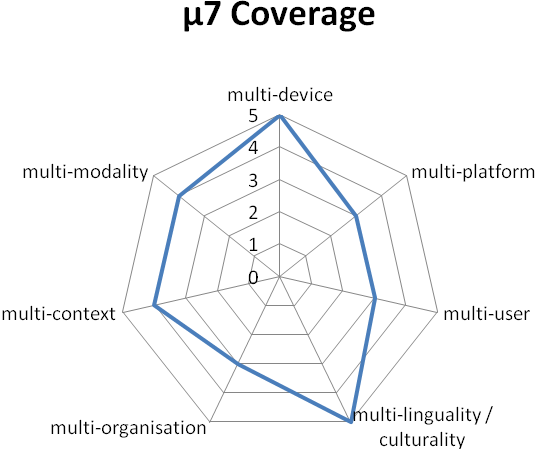 µ7 Coverage
multi-device
5
4
3
2
1
0
multi-modality
multi-platform
multi-context
multi-user
multi-organisation
multi-linguality /
culturality